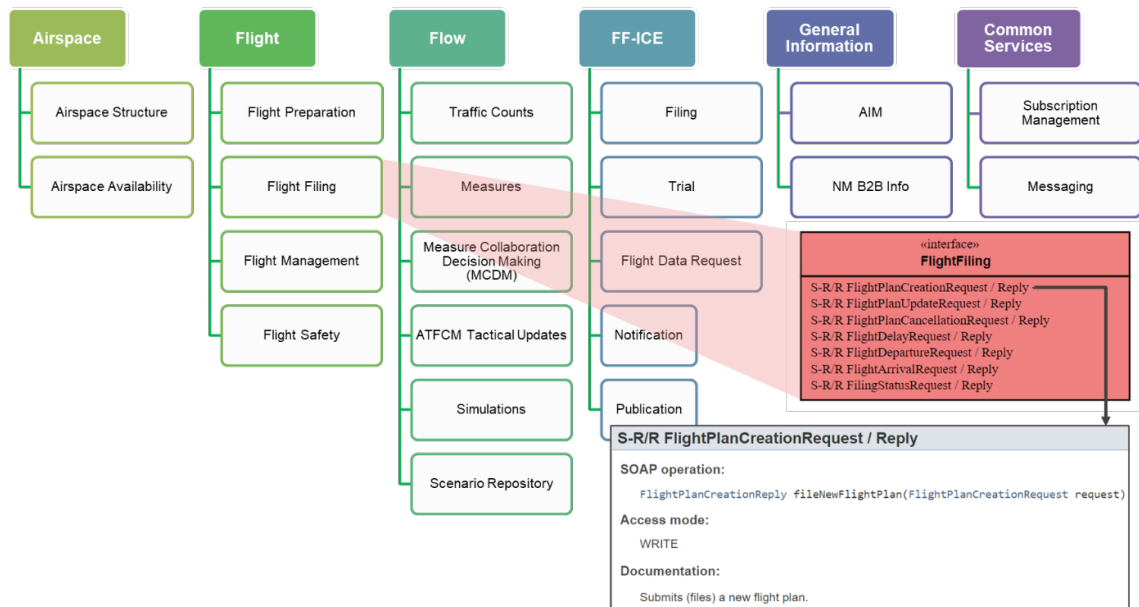 Airspace
Airspace Structure
Airspace Availability
Flight
Flight Preparation
Flight Filing
Flight Management
Flight Safety
Flow
Traffic Counts
Measures
Measure Collaboration
Decision Making
(MCDM)
ATFCM Tactical Updates
Simulations
Scenario Repository
FF-ICE
Filing
Trial
Flight Data Request
Notification
Publication
General
Information
AIM
NM B2B Info
Common
Services
Subscription
Management
Messaging
«interface»
FlightFiling
S-R/R FlightPlanCreationRequest / Reply
S-R/R FlightPlanUpdateRequest / Reply
S-R/R FlightPlanCancellationRequest / Reply
S-R/R FlightDelayRequest / Reply
S-R/R FlightDepartureRequest / Reply
S-R/R FlightArrivalRequest / Reply
S-R/R FilingStatusRequest / Reply
S-R/R FlightPlanCreationRequest / Reply
SOAP operation:
FlightPlanCreationReply fileNewFlightPlan(FlightPlanCreationRequest request)
Access mode:
WRITE
Documentation:
Submits (files) a new flight plan.